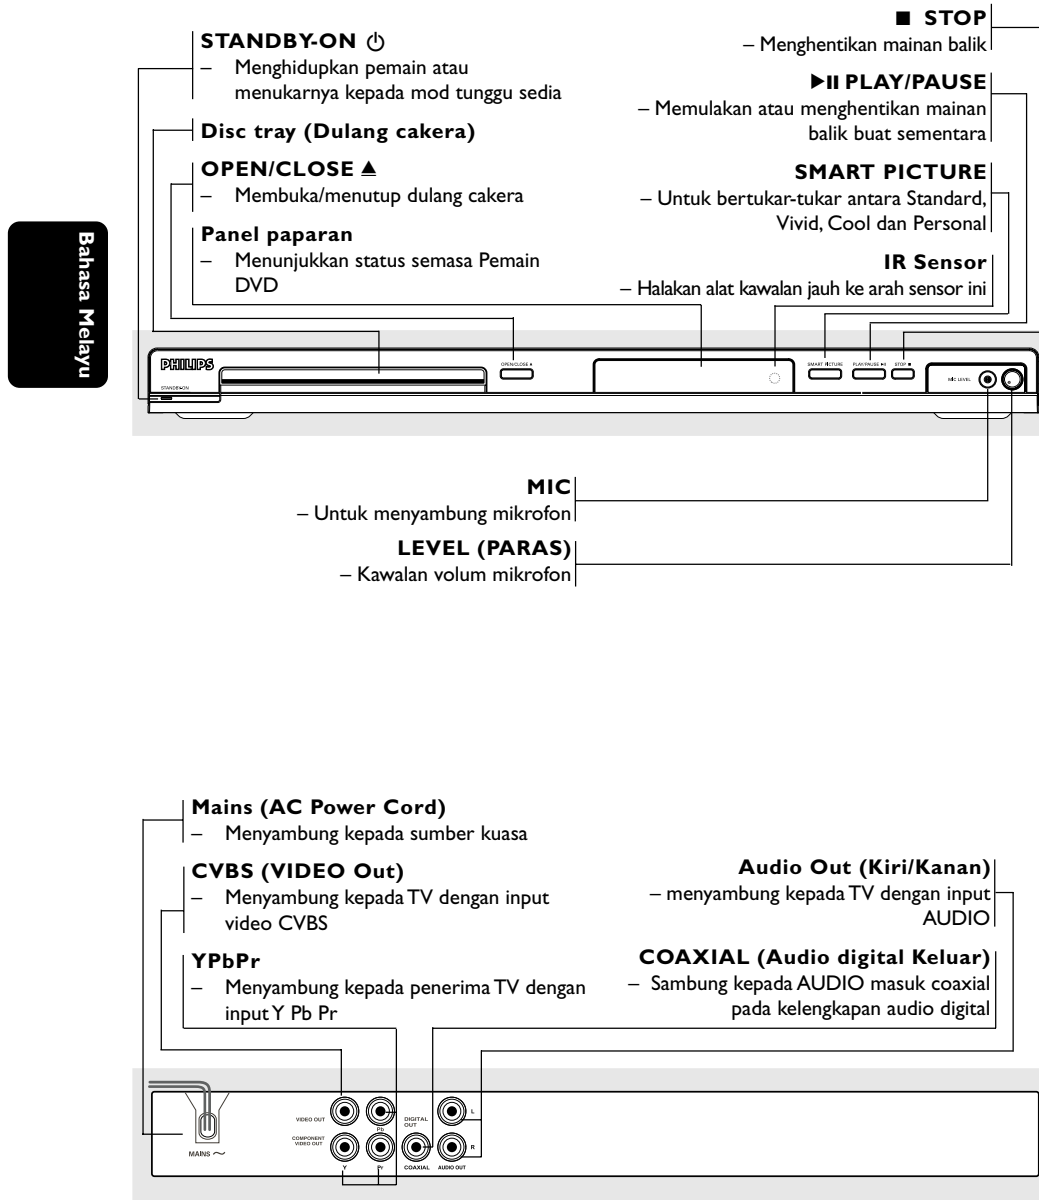 STANDBY-ON ⏻
– Menghidupkan pemain atau
menukarnya kepada mod tunggu sedia
Disc tray (Dulang cakera)
OPEN/CLOSE ⏏
– Membuka/menutup dulang cakera
Panel paparan
– Menunjukkan status semasa Pemain
DVD
■ STOP
– Menghentikan mainan balik
▶II PLAY/PAUSE
– Memulakan atau menghentikan mainan
balik buat sementara
SMART PICTURE
– Untuk bertukar-tukar antara Standard,
Vivid, Cool dan Personal
IR Sensor
– Halakan alat kawalan jauh ke arah sensor ini
Bahasa Melayu
PHILIPS
STANDBY-ON
OPEN/CLOSE ▲
SMART PICTURE
PLAY/PAUSE ▶II
STOP ■
MIC LEVEL
MIC
– Untuk menyambung mikrofon
LEVEL (PARAS)
– Kawalan volum mikrofon
Mains (AC Power Cord)
– Menyambung kepada sumber kuasa
CVBS (VIDEO Out)
– Menyambung kepada TV dengan input
video CVBS
YPbPr
– Menyambung kepada penerima TV dengan
input Y Pb Pr
Audio Out (Kiri/Kanan)
– menyambung kepada TV dengan input
AUDIO
COAXIAL (Audio digital Keluar)
– Sambung kepada AUDIO masuk coaxial
pada kelengkapan audio digital
MAINS ~
VIDEO OUT
COMPONENT
VIDEO OUT
Pb
DIGITAL
OUT
L
R
Y
Pr
COAXIAL
AUDIO OUT